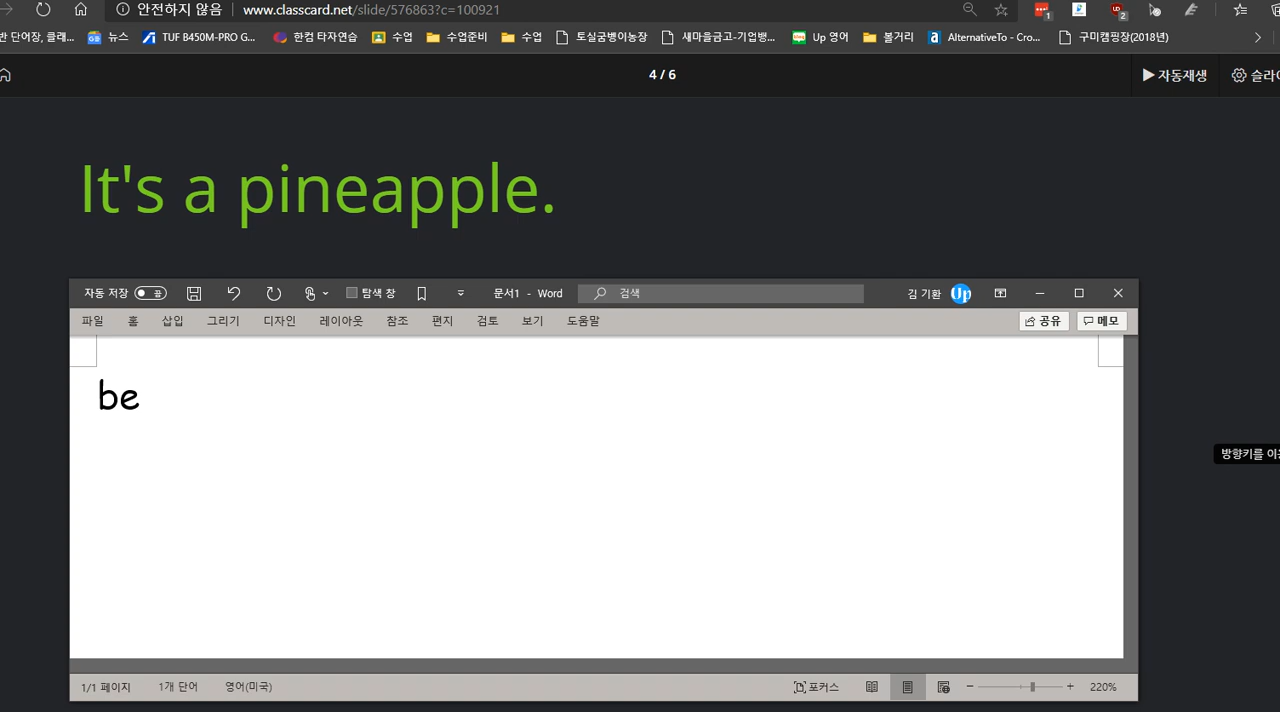 안전하지 않음 www.classcard.net/slide/576863?c=100921
1 2
반 단어장, 클래... 뉴스 TUF B450M-PRO G... 한컴 타자연습 수업 수업준비 수업 토실굼벵이농장 새마을금고-기업뱅... Up 영어 볼거리 AlternativeTo - Cro... 구미캠핑장(2018년)
4 / 6 자동재생 슬라
It's a pineapple.
자동 저장 끔 탐색 창 문서1 - Word 검색 김 기환 Up
파일 홈 삽입 그리기 디자인 레이아웃 참조 편지 검토 보기 도움말 공유 메모
be
방향키를 이
1/1 페이지 1개 단어 영어(미국) 포커스 220%